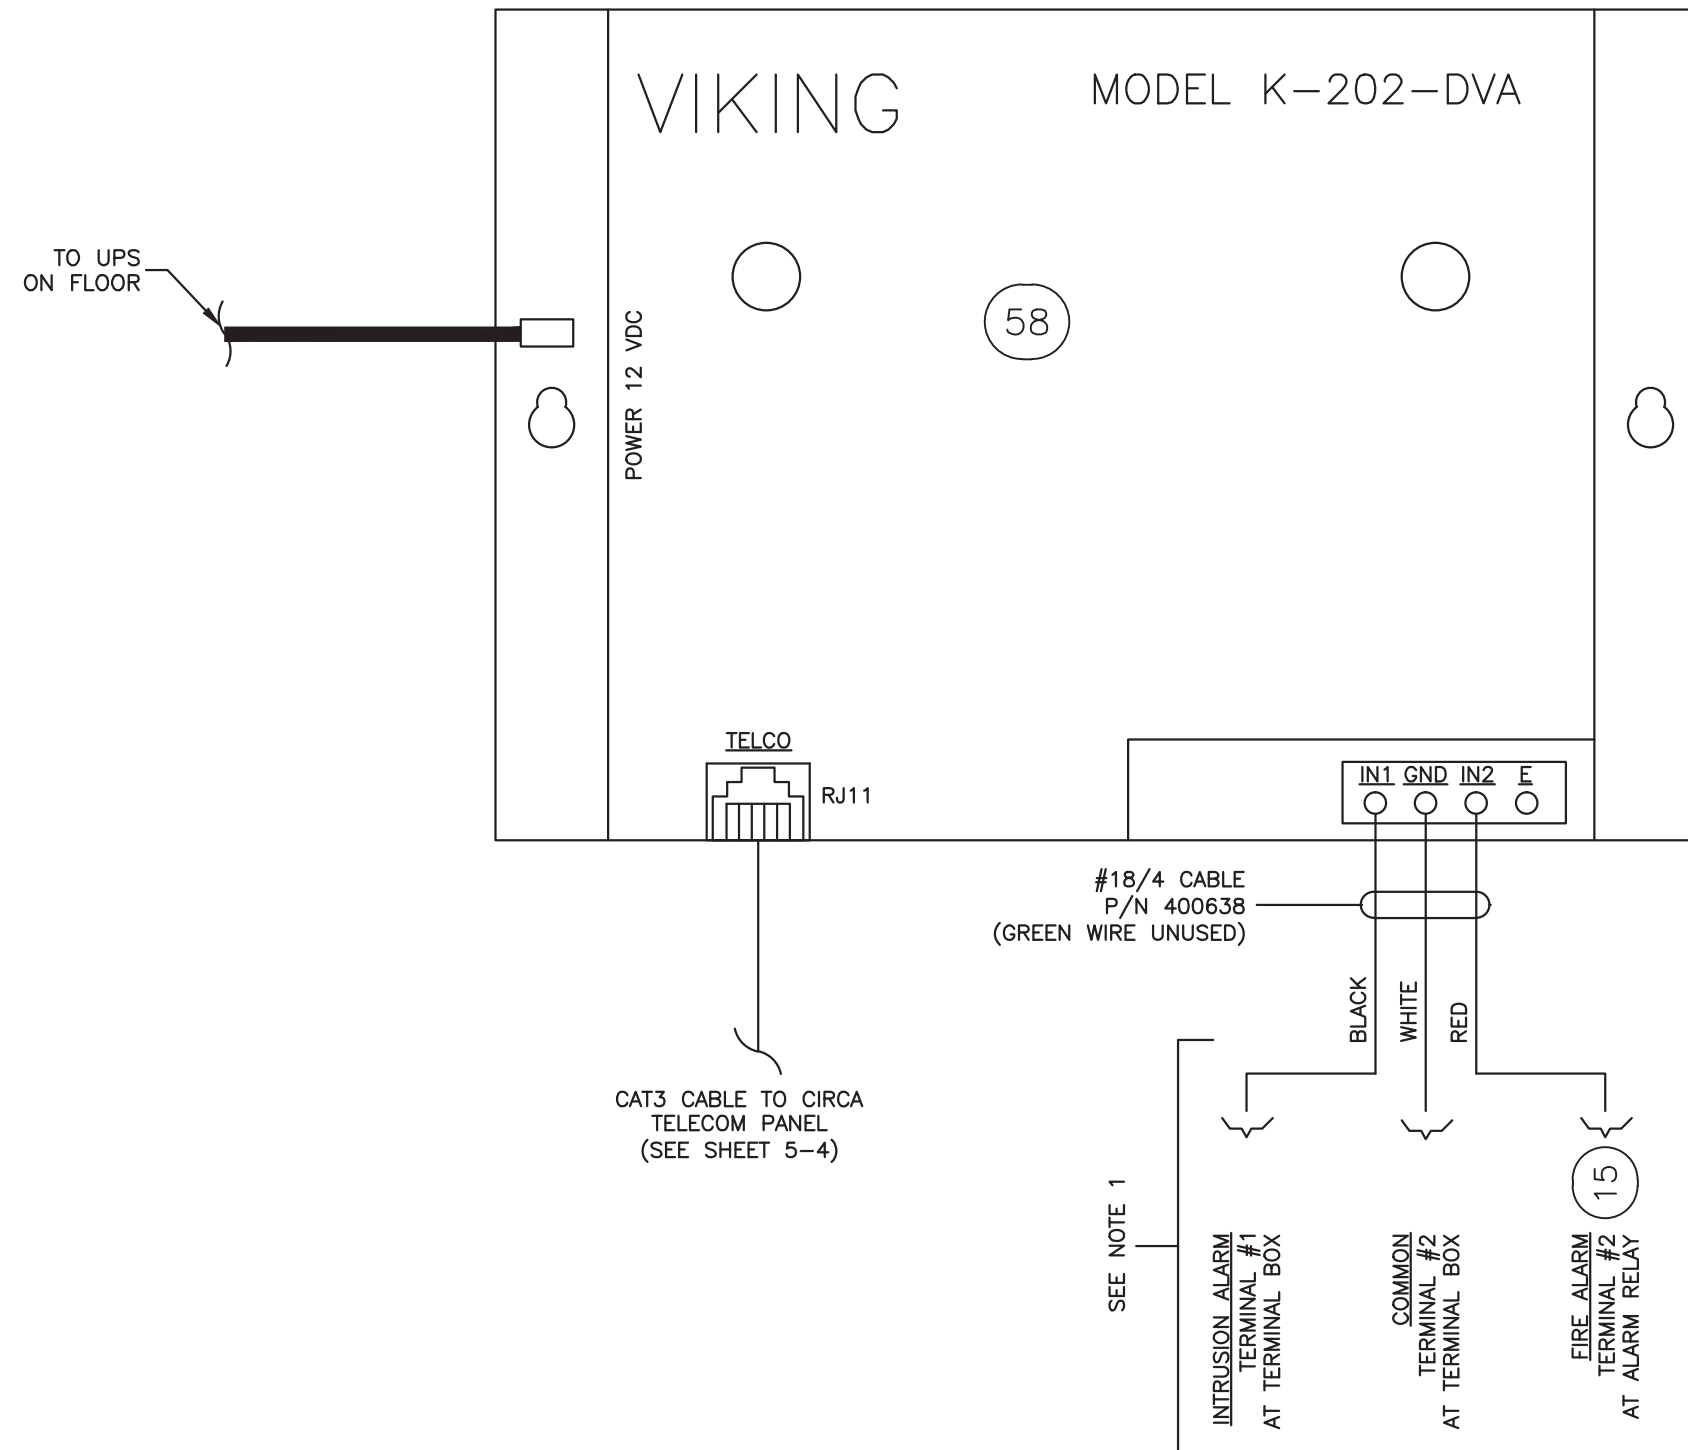 VIKING
MODEL K-202-DVA
TO UPS
ON FLOOR
58
POWER 12 VDC
TELCO
RJ11
IN1 GND IN2 E
#18/4 CABLE
P/N 400638
(GREEN WIRE UNUSED)
BLACK
WHITE
RED
CAT3 CABLE TO CIRCA
TELECOM PANEL
(SEE SHEET 5-4)
SEE NOTE 1
INTRUSION ALARM
TERMINAL #1
AT TERMINAL BOX
COMMON
TERMINAL #2
AT TERMINAL BOX
15
FIRE ALARM
TERMINAL #2
AT ALARM RELAY